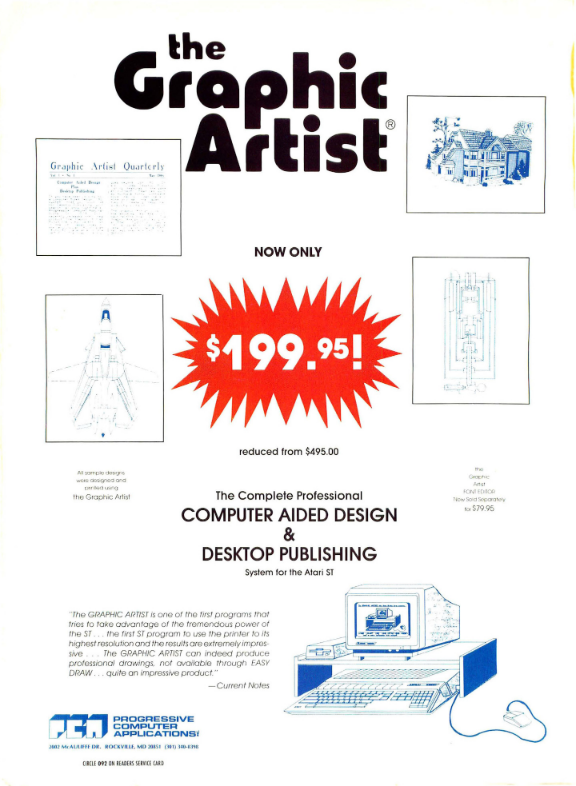 the
Graphic
Artist®
Graphic Artist Quarterly
Computer Aided Design
Plus
Desktop Publishing
NOW ONLY
$199.95!
reduced from $495.00
All sample designs
were designed and
printed using
the Graphic Artist
the
Graphic
Artist
FONT EDITOR
Now Sold Separately
for $79.95
The Complete Professional
COMPUTER AIDED DESIGN
&
DESKTOP PUBLISHING
System for the Atari ST
"The GRAPHIC ARTIST is one of the first programs that
tries to take advantage of the tremendous power of
the ST . . . the first ST program to use the printer to its
highest resolution and the results are extremely impres-
sive . . . The GRAPHIC ARTIST can indeed produce
professional drawings, not available through EASY
DRAW . . . quite an impressive product."
— Current Notes
PCA PROGRESSIVE
COMPUTER
APPLICATIONS
2002 McAULIFFE DR. ROCKVILLE, MD 20851 (301) 340-8398
CIRCLE 092 ON READERS SERVICE CARD